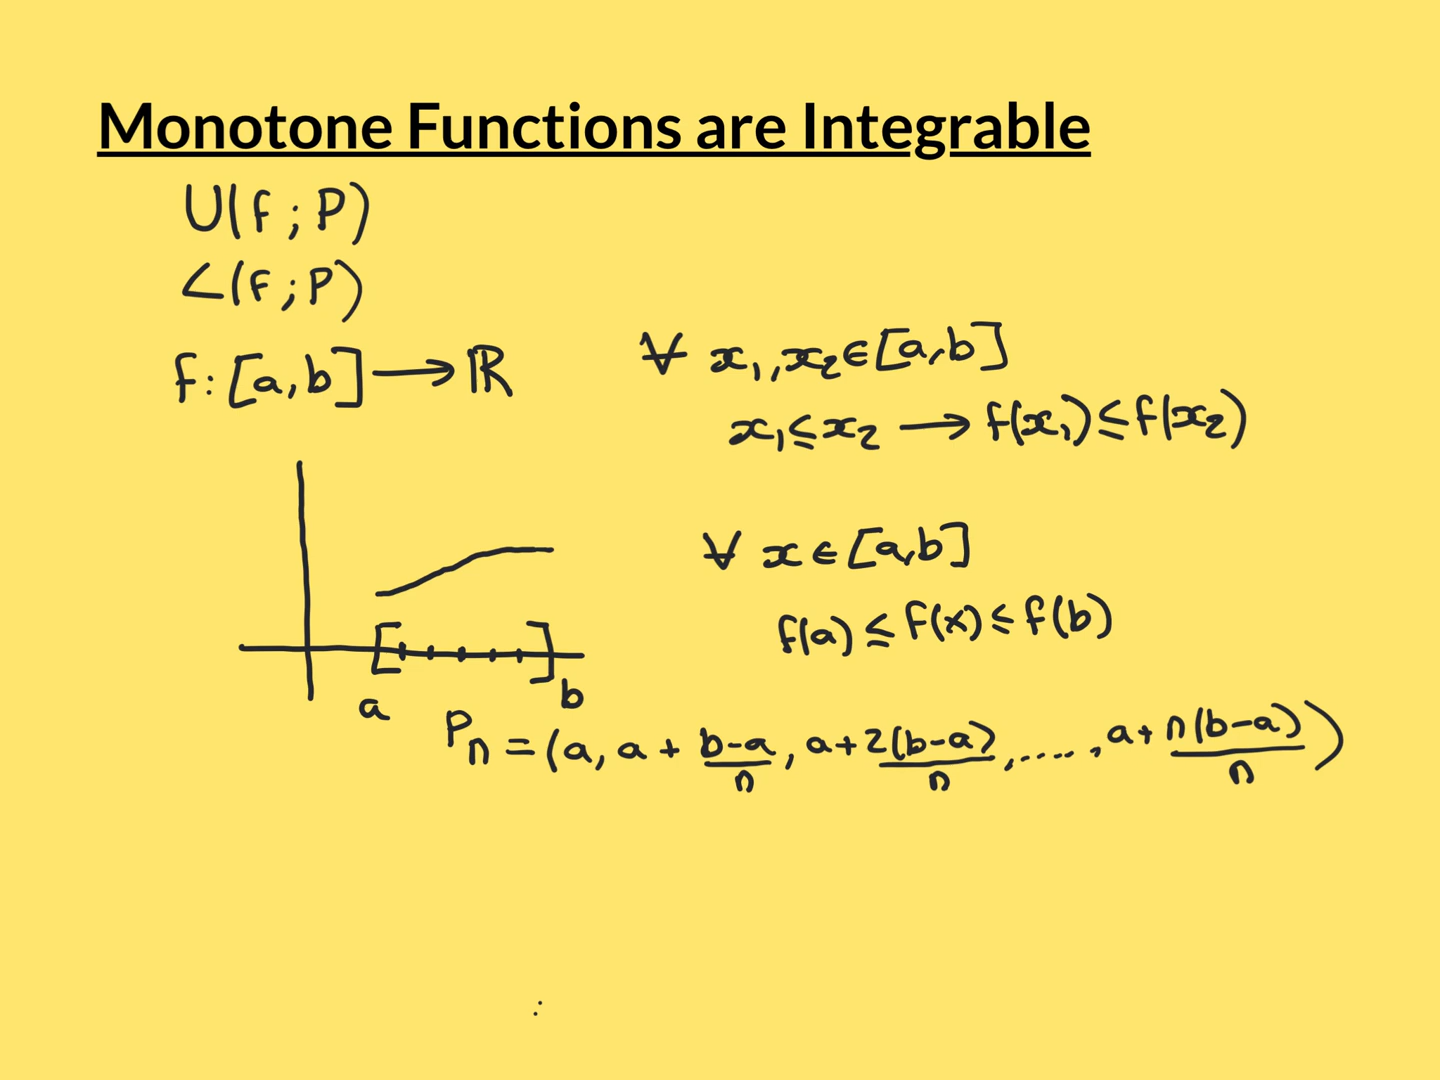 Monotone Functions are Integrable
U(f;P)
L(f;P)
f:[a,b]→ℝ
∀ x₁,x₂∈[a,b]
x₁≤x₂ → f(x₁)≤f(x₂)
∀ x∈[a,b]
f(a)≤f(x)≤f(b)
a
b
Pₙ=(a, a+(b-a)/n, a+2(b-a)/n,....,a+n(b-a)/n)